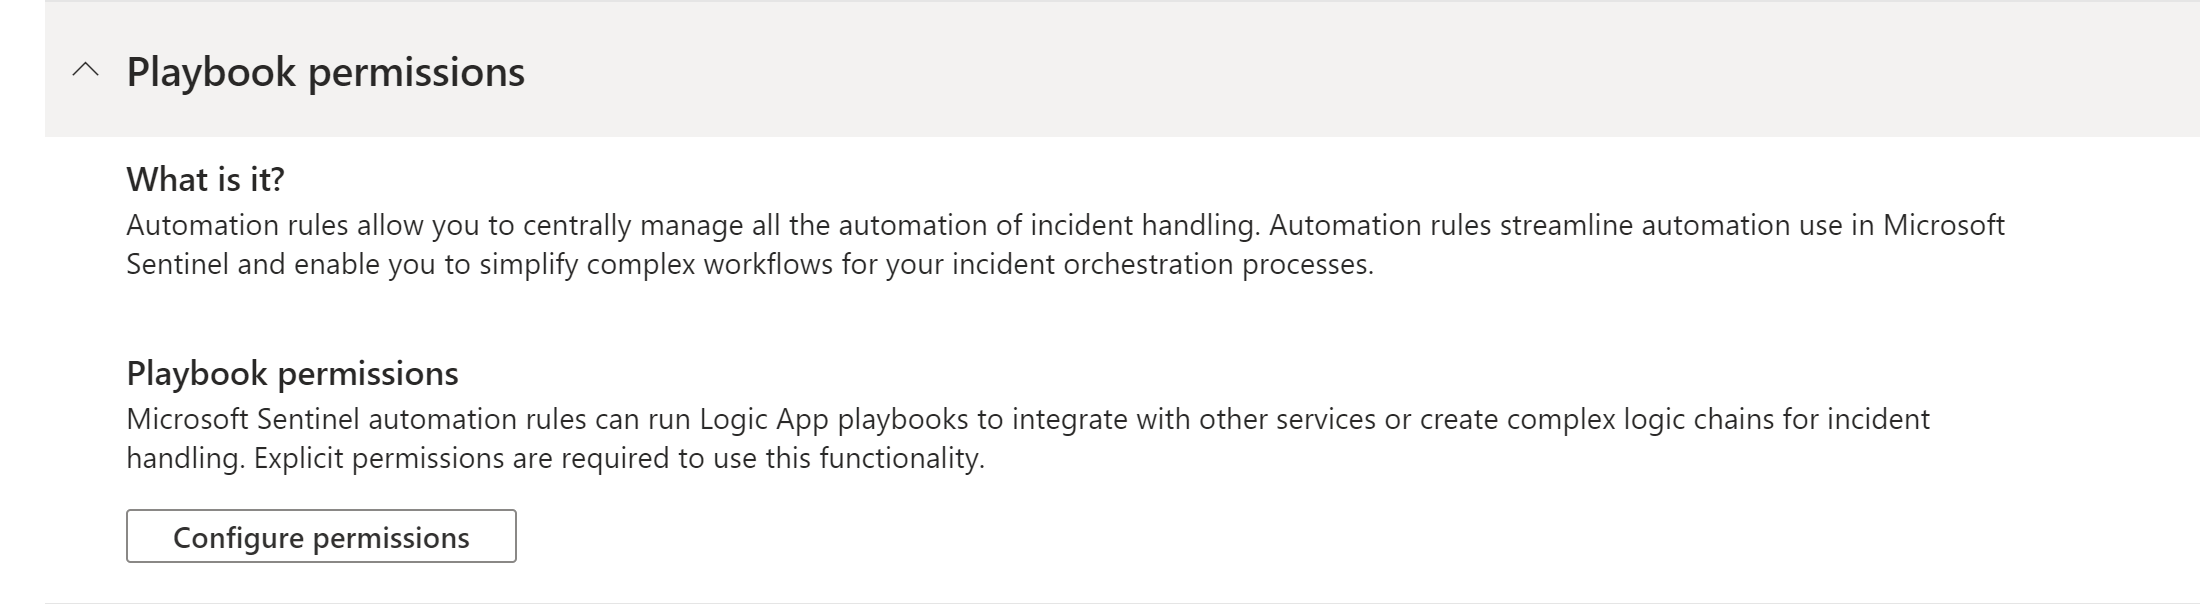 Playbook permissions
What is it?
Automation rules allow you to centrally manage all the automation of incident handling. Automation rules streamline automation use in Microsoft
Sentinel and enable you to simplify complex workflows for your incident orchestration processes.
Playbook permissions
Microsoft Sentinel automation rules can run Logic App playbooks to integrate with other services or create complex logic chains for incident
handling. Explicit permissions are required to use this functionality.
Configure permissions